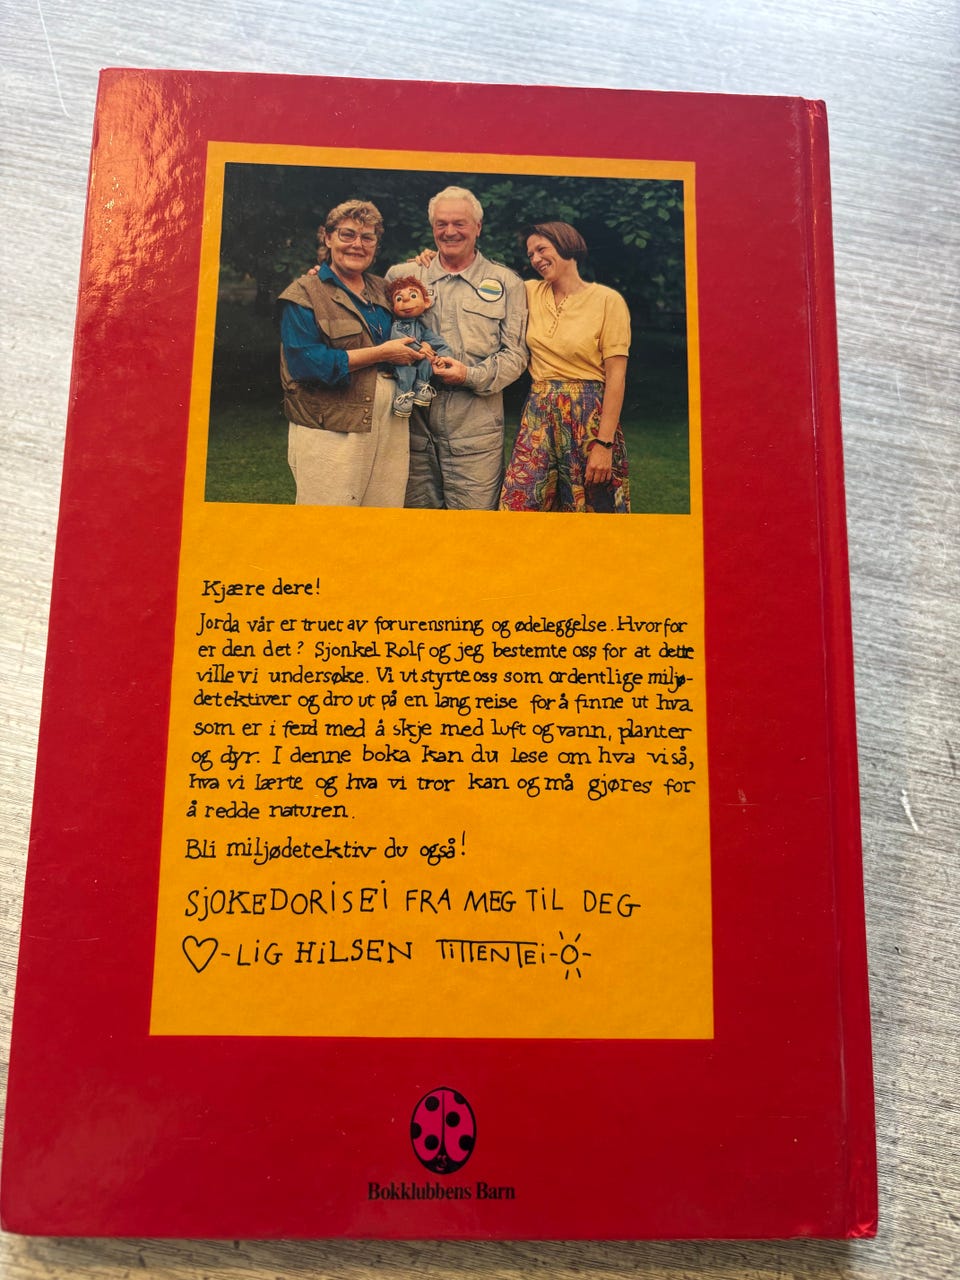 Kjære dere!
Jorda vår er truet av forurensning og ødeleggelse. Hvorfor
er den det? Sjonkel Rolf og jeg bestemte oss for at dette
ville vi undersøke. Vi utstyrte oss som ordentlige miljø-
detektiver og dro ut på en lang reise for å finne ut hva
som er i ferd med å skje med luft og vann, planter
og dyr. I denne boka kan du lese om hva vi så,
hva vi lærte og hva vi tror kan og må gjøres for
å redde naturen.
Bli miljødetektiv du også!
SjOKEDORiSEi FRA MEG TiL DEG
♡-LiG HiLSEN TiTTENTEi-O-
Bokklubbens Barn